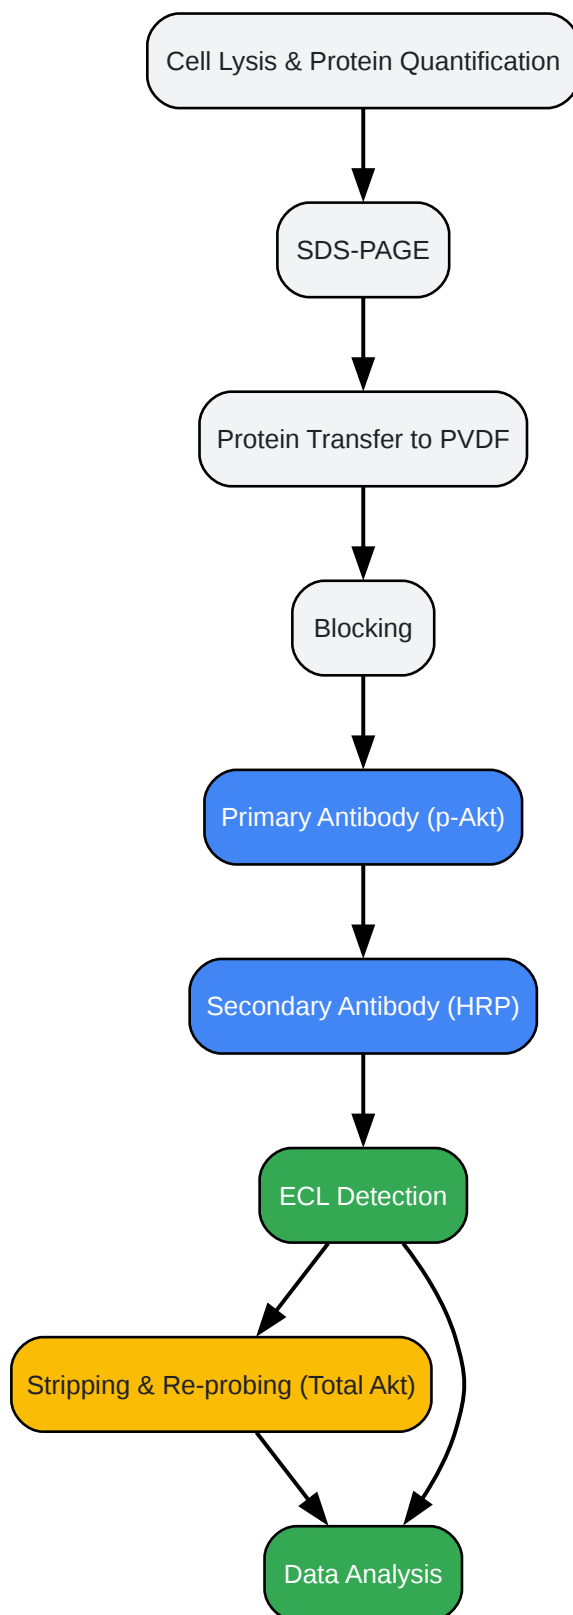 Cell Lysis & Protein Quantification
SDS-PAGE
Protein Transfer to PVDF
Blocking
Primary Antibody (p-Akt)
Secondary Antibody (HRP)
ECL Detection
Stripping & Re-probing (Total Akt)
Data Analysis